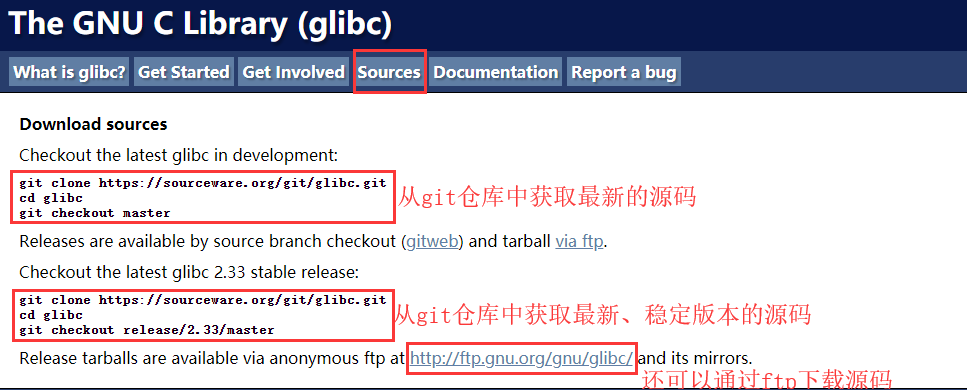 The GNU C Library (glibc)
What is glibc? Get Started Get Involved Sources Documentation Report a bug
Download sources
Checkout the latest glibc in development:
git clone https://sourceware.org/git/glibc.git
cd glibc
git checkout master
从git仓库中获取最新的源码
Releases are available by source branch checkout (gitweb) and tarball via ftp.
Checkout the latest glibc 2.33 stable release:
git clone https://sourceware.org/git/glibc.git
cd glibc
git checkout release/2.33/master
从git仓库中获取最新、稳定版本的源码
Release tarballs are available via anonymous ftp at http://ftp.gnu.org/gnu/glibc/ and its mirrors.
还可以通过ftp下载源码